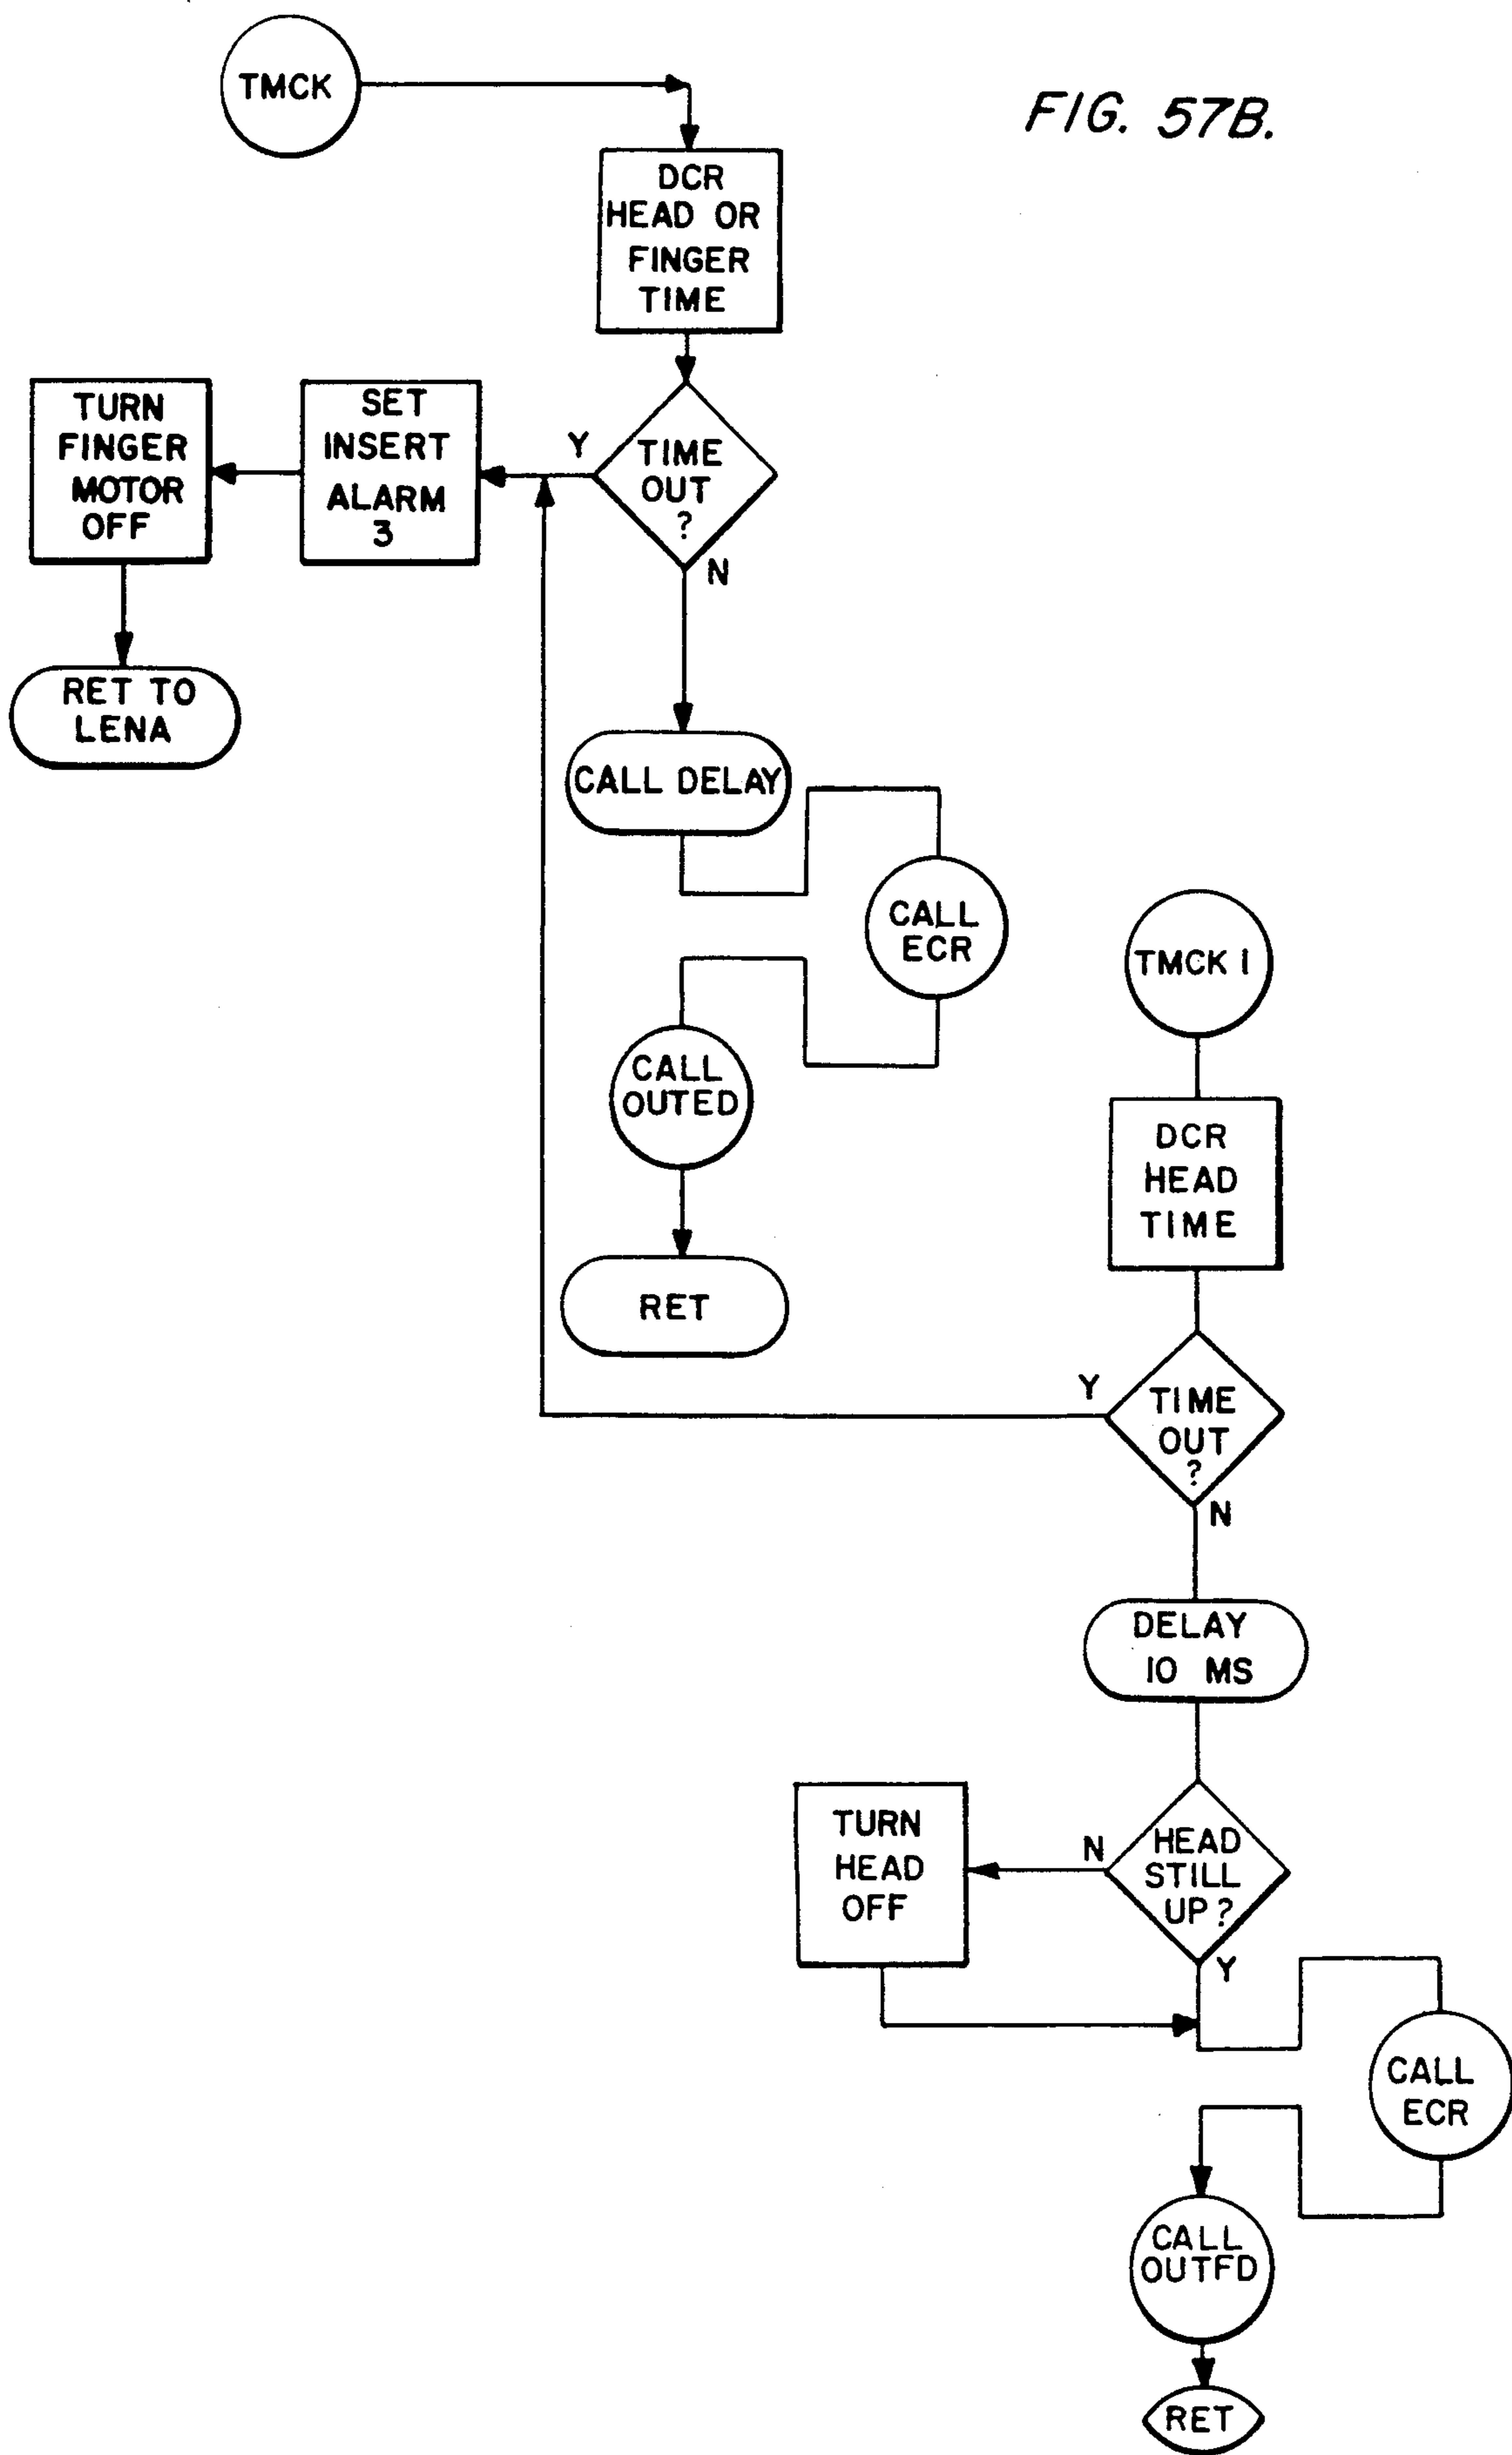 TMCK
FIG. 57B.
DCR
HEAD OR
FINGER
TIME
TURN
FINGER
MOTOR
OFF
SET
INSERT
ALARM
3
Y
TIME
OUT
?
N
RET TO
LENA
CALL DELAY
CALL
ECR
TMCK 1
CALL
OUTED
DCR
HEAD
TIME
RET
Y
TIME
OUT
?
N
DELAY
10 MS
TURN
HEAD
OFF
N
HEAD
STILL
UP?
Y
CALL
ECR
CALL
OUTFD
RET